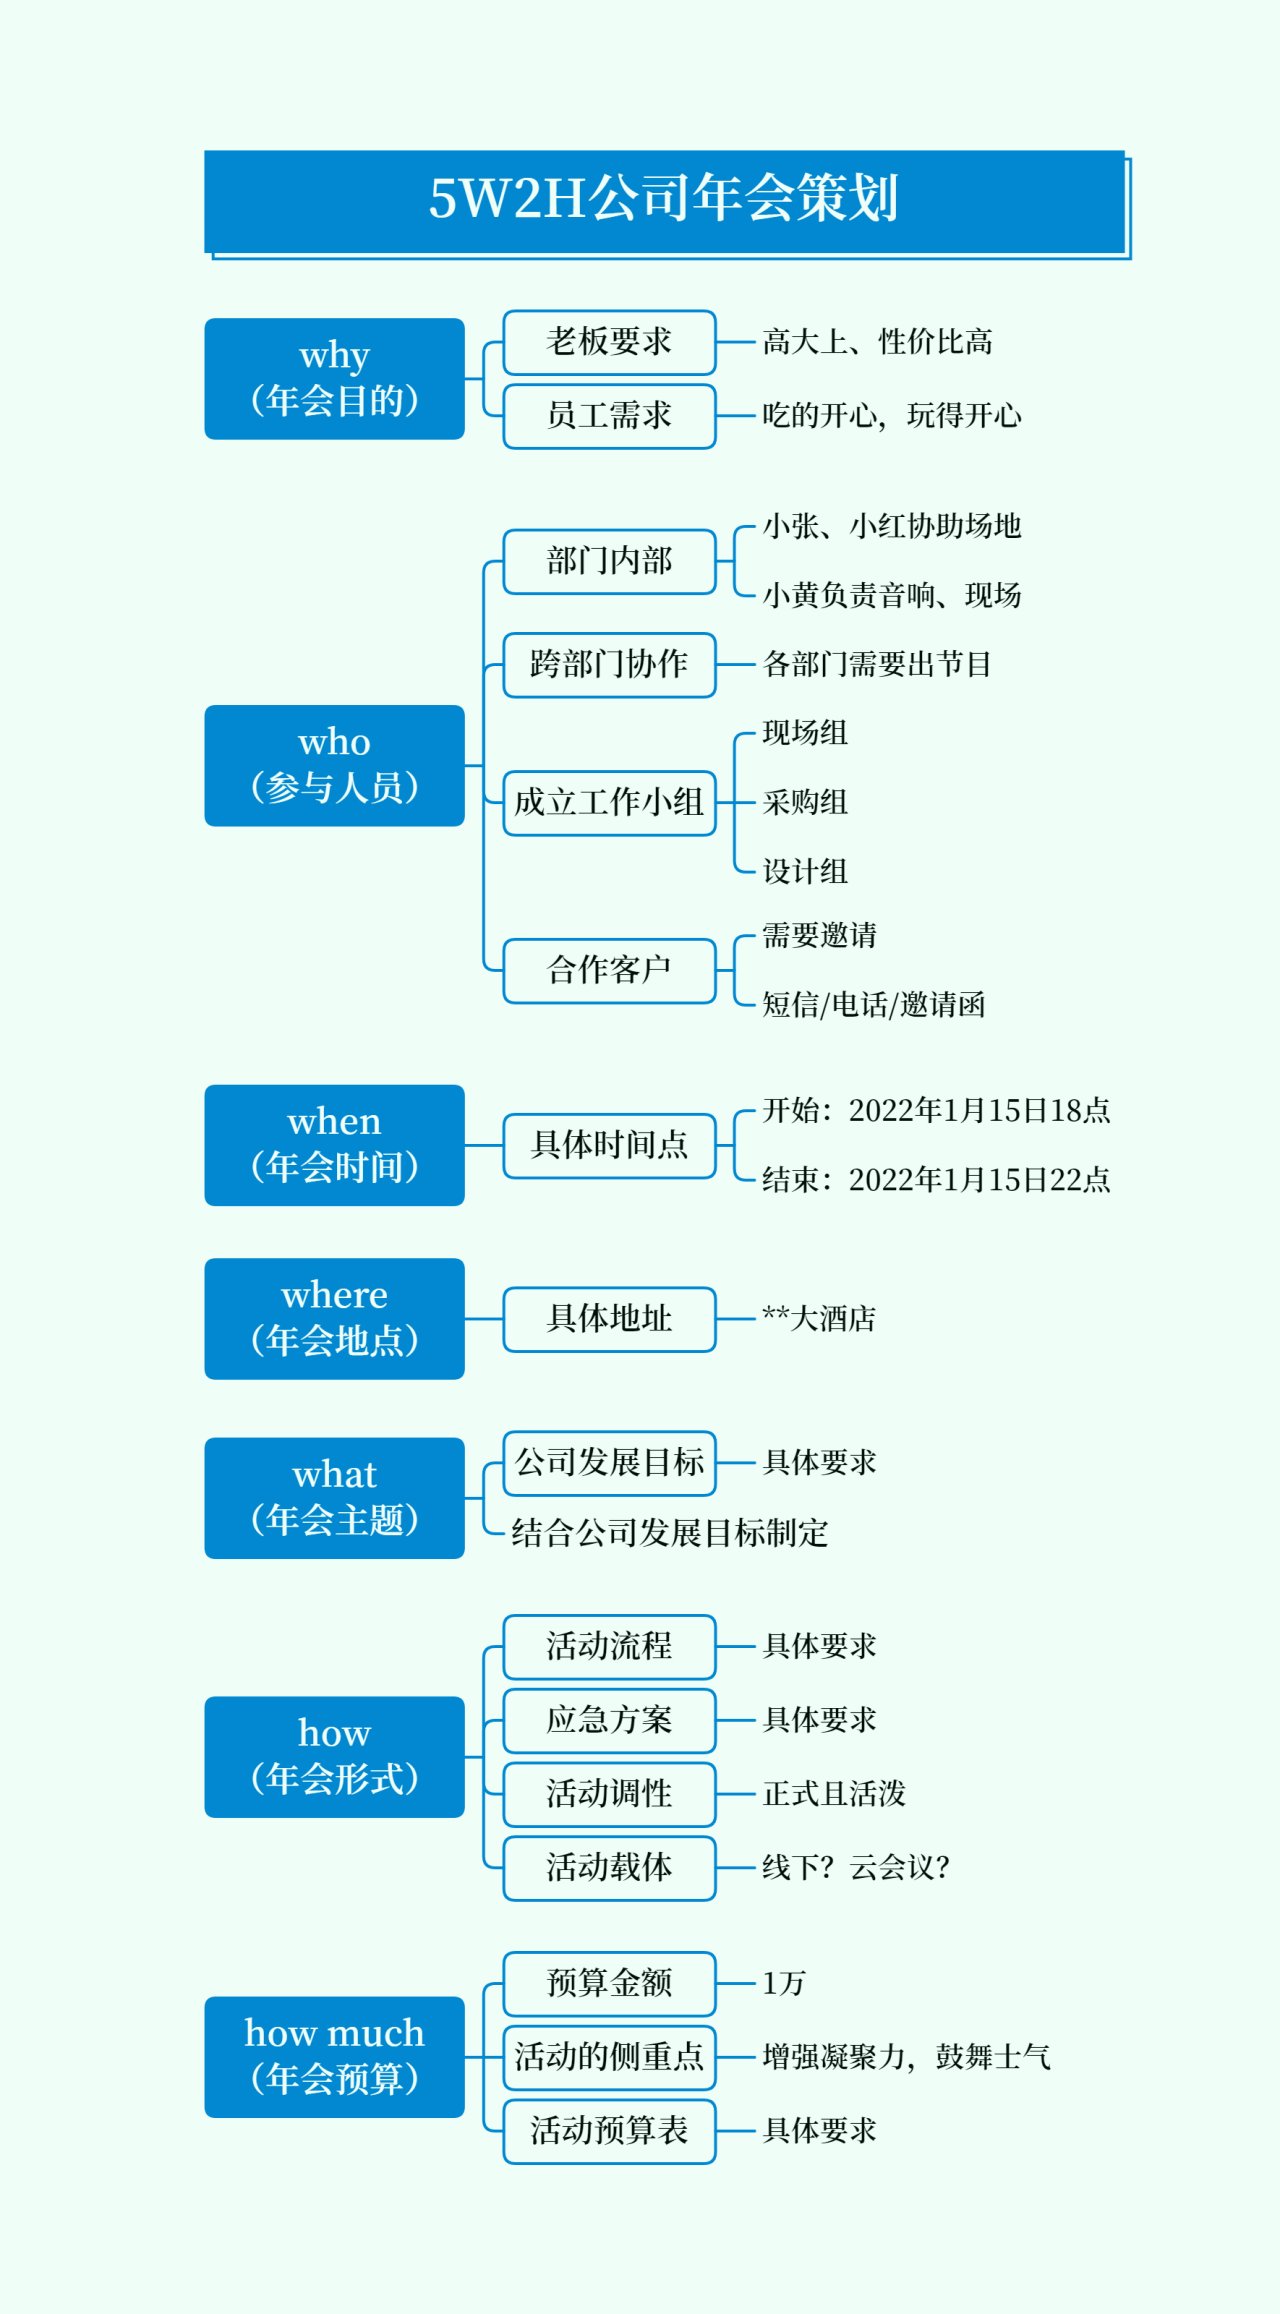 5W2H公司年会策划
why
（年会目的）
老板要求
高大上、性价比高
员工需求
吃的开心，玩得开心
who
（参与人员）
部门内部
小张、小红协助场地
小黄负责音响、现场
跨部门协作
各部门需要出节目
成立工作小组
现场组
采购组
设计组
合作客户
需要邀请
短信/电话/邀请函
when
（年会时间）
具体时间点
开始：2022年1月15日18点
结束：2022年1月15日22点
where
（年会地点）
具体地址
**大酒店
what
（年会主题）
公司发展目标
具体要求
结合公司发展目标制定
how
（年会形式）
活动流程
具体要求
应急方案
具体要求
活动调性
正式且活泼
活动载体
线下？云会议？
how much
（年会预算）
预算金额
1万
活动的侧重点
增强凝聚力，鼓舞士气
活动预算表
具体要求